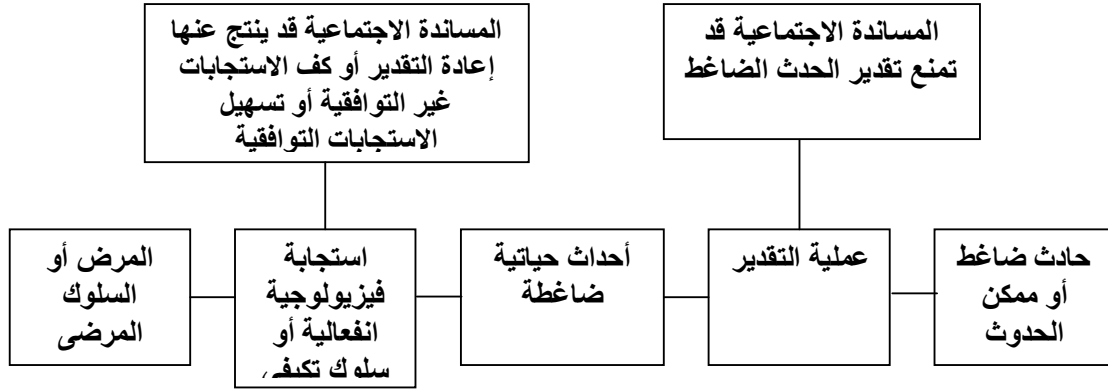 المساندة الاجتماعية قد
تمنع تقدير الحدث الضاغط
المساندة الاجتماعية قد ينتج عنها
إعادة التقدير أو كف الاستجابات
غير التوافقية أو تسهيل
الاستجابات التوافقية
حادث ضاغط
أو ممكن
الحدوث
عملية التقدير
أحداث حياتية
ضاغطة
استجابة
فيزيولوجية
انفعالية أو
سلوك تكيفي
المرض أو
السلوك
المرضى